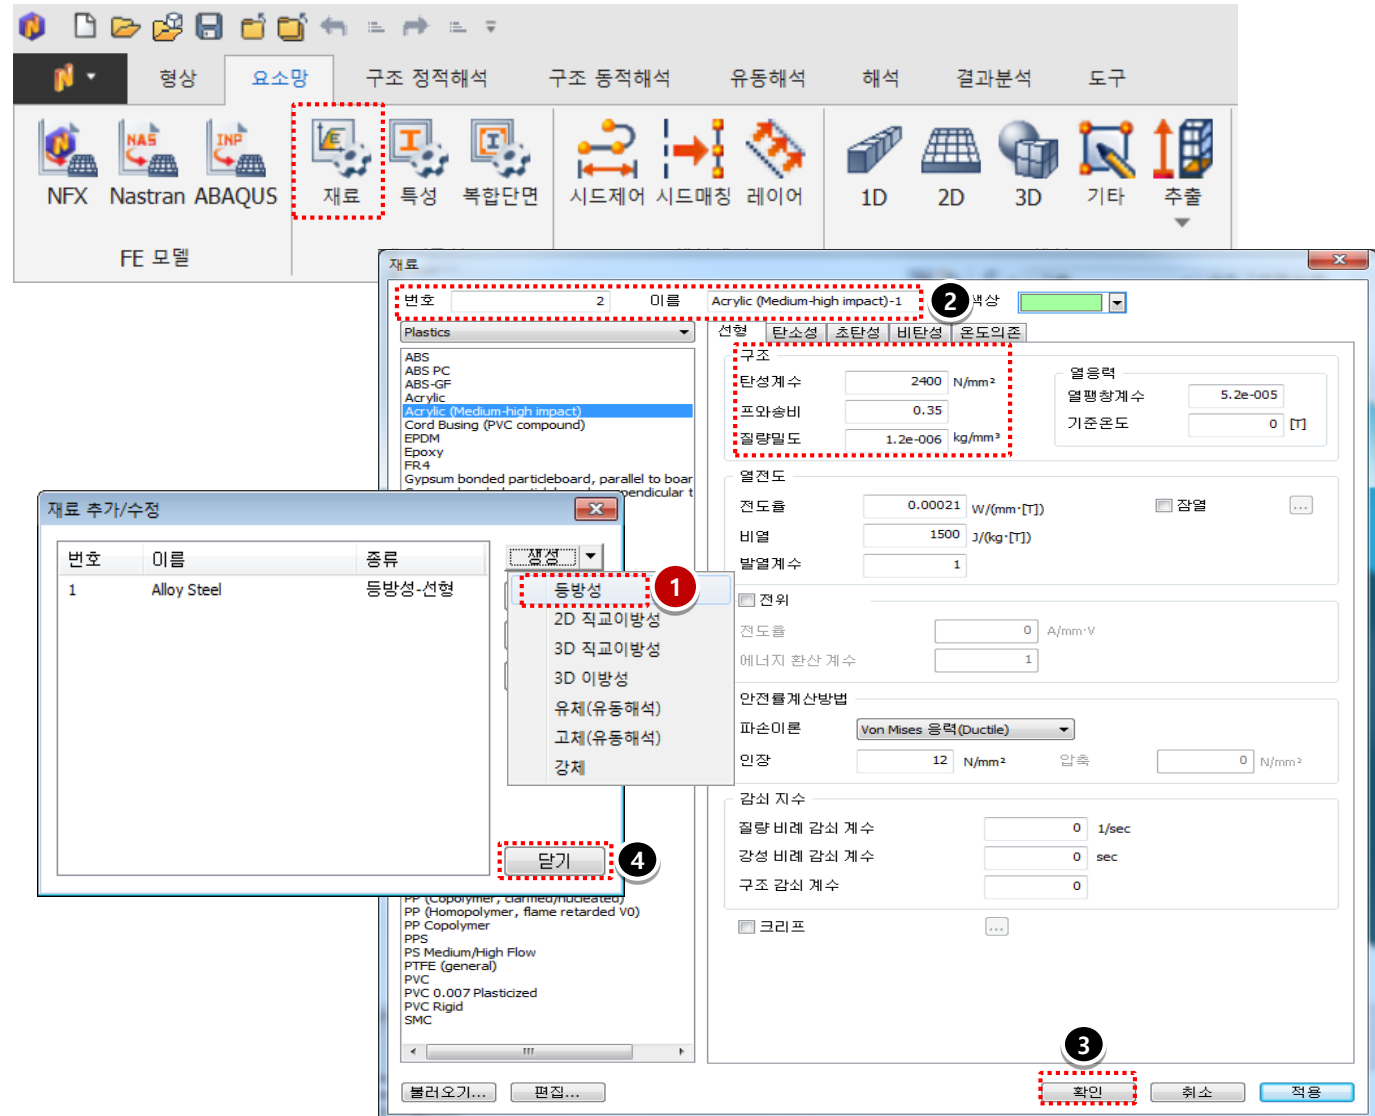 형상 요소망 구조 정적해석 구조 동적해석 유동해석 해석 결과분석 도구
NAS INP
NFX Nastran ABAQUS 재료 특성 복합단면 시드제어 시드매칭 레이어 1D 2D 3D 기타 추출
FE 모델
재료
번호 2 이름 Acrylic (Medium-high impact)-1 2 색상
Plastics
선형 탄소성 초탄성 비탄성 온도의존
ABS
ABS PC
ABS-GF
Acrylic
Acrylic (Medium-high impact)
Cord Busing (PVC compound)
EPDM
Epoxy
FR4
Gypsum bonded particleboard, parallel to boar
구조
탄성계수 2400 N/mm²
프와송비 0.35
질량밀도 1.2e-006 kg/mm³
열응력
열팽창계수 5.2e-005
기준온도 0 [T]
열전도
전도율 0.00021 W/(mm·[T])
잠열 ...
비열 1500 J/(kg·[T])
발열계수 1
전위
전도율 0 A/mm·V
에너지 환산 계수 1
안전률계산방법
파손이론 Von Mises 응력(Ductile)
인장 12 N/mm² 압축 0 N/mm²
감쇠 지수
질량 비례 감쇠 계수 0 1/sec
강성 비례 감쇠 계수 0 sec
구조 감쇠 계수 0
크리프 ...
재료 추가/수정
번호 이름 종류
1 Alloy Steel 등방성-선형
생성
등방성 1
2D 직교이방성
3D 직교이방성
3D 이방성
유체(유동해석)
고체(유동해석)
강체
닫기 4
PP (Homopolymer, flame retarded V0)
PP Copolymer
PPS
PS Medium/High Flow
PTFE (general)
PVC
PVC 0.007 Plasticized
PVC Rigid
SMC
3
불러오기... 편집... 확인 취소 적용